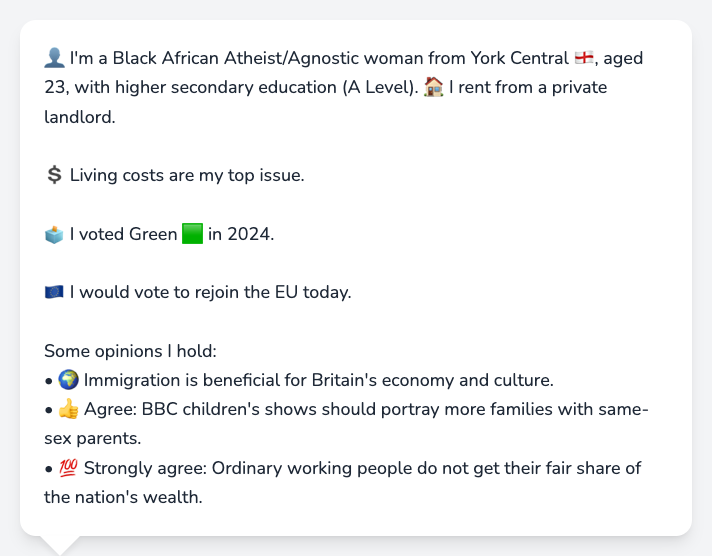 👤 I'm a Black African Atheist/Agnostic woman from York Central 🏴󠁧󠁢󠁥󠁮󠁧󠁿, aged
23, with higher secondary education (A Level). 🏠 I rent from a private
landlord.
💲 Living costs are my top issue.
🗳️ I voted Green 🟩 in 2024.
🇪🇺 I would vote to rejoin the EU today.
Some opinions I hold:
• 🌍 Immigration is beneficial for Britain's economy and culture.
• 👍 Agree: BBC children's shows should portray more families with same-
sex parents.
• 💯 Strongly agree: Ordinary working people do not get their fair share of
the nation's wealth.